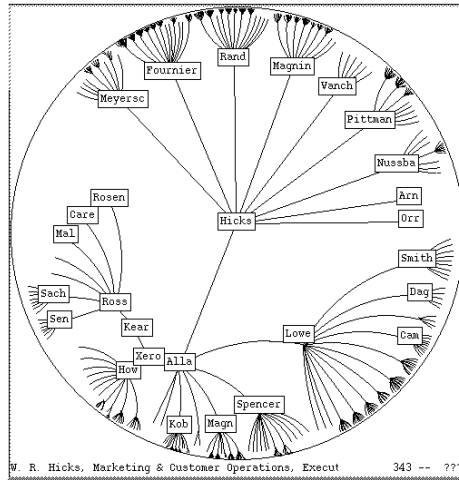 Rand
Fournier
Magnin
Meyersc
Vanch
Pittman
Nussba
Rosen
Arn
Care
Hicks
Orr
Mal
Smith
Sach
Dag
Ross
Sen
Kear
Lowe
Cam
Xero
Alla
How
Spencer
Kob
Magn
W. R. Hicks, Marketing & Customer Operations, Execut 343 -- ???